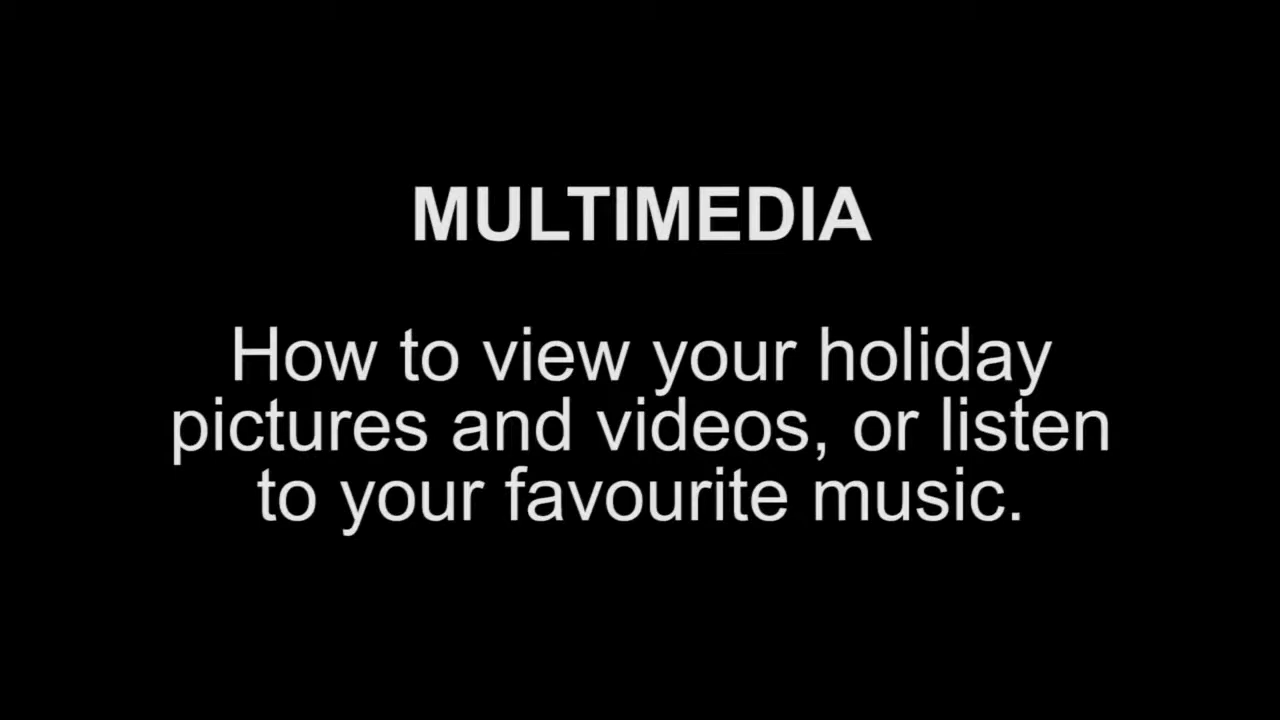 MULTIMEDIA
How to view your holiday
pictures and videos, or listen
to your favourite music.